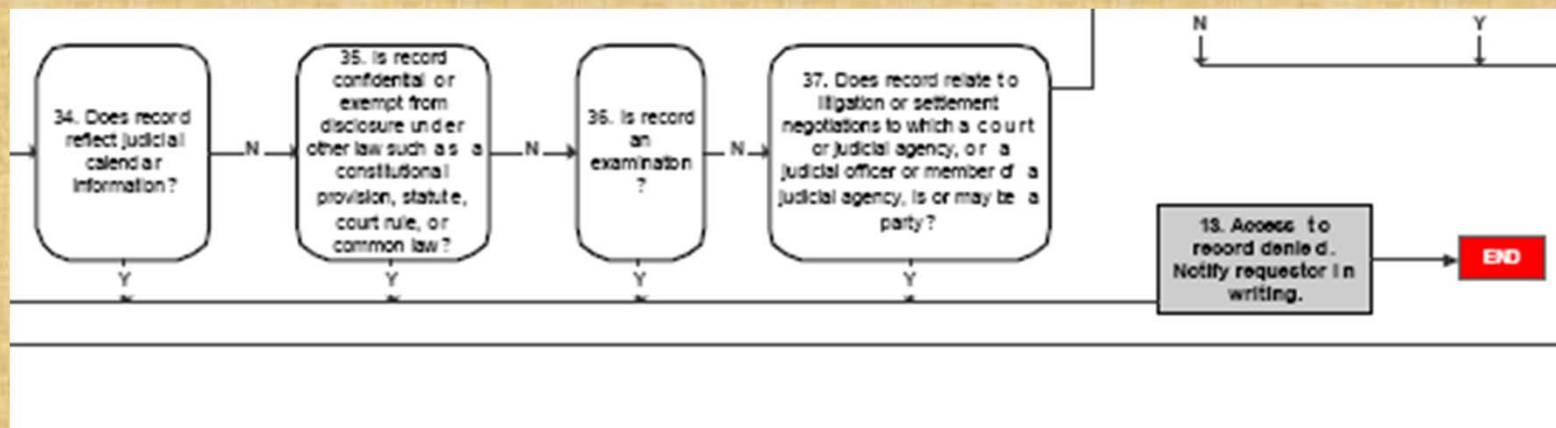 N
Y
34. Does record
reflect judicial
calendar
information?
N
35. Is record
confidential or
exempt from
disclosure under
other law such as a
constitutional
provision, statute,
court rule, or
common law?
N
36. Is record
an
examination
?
N
37. Does record relate to
litigation or settlement
negotiations to which a court
or judicial agency, or a
judicial officer or member of a
judicial agency, is or may be a
party?
Y
Y
Y
Y
13. Access to
record denied.
Notify requestor in
writing.
END